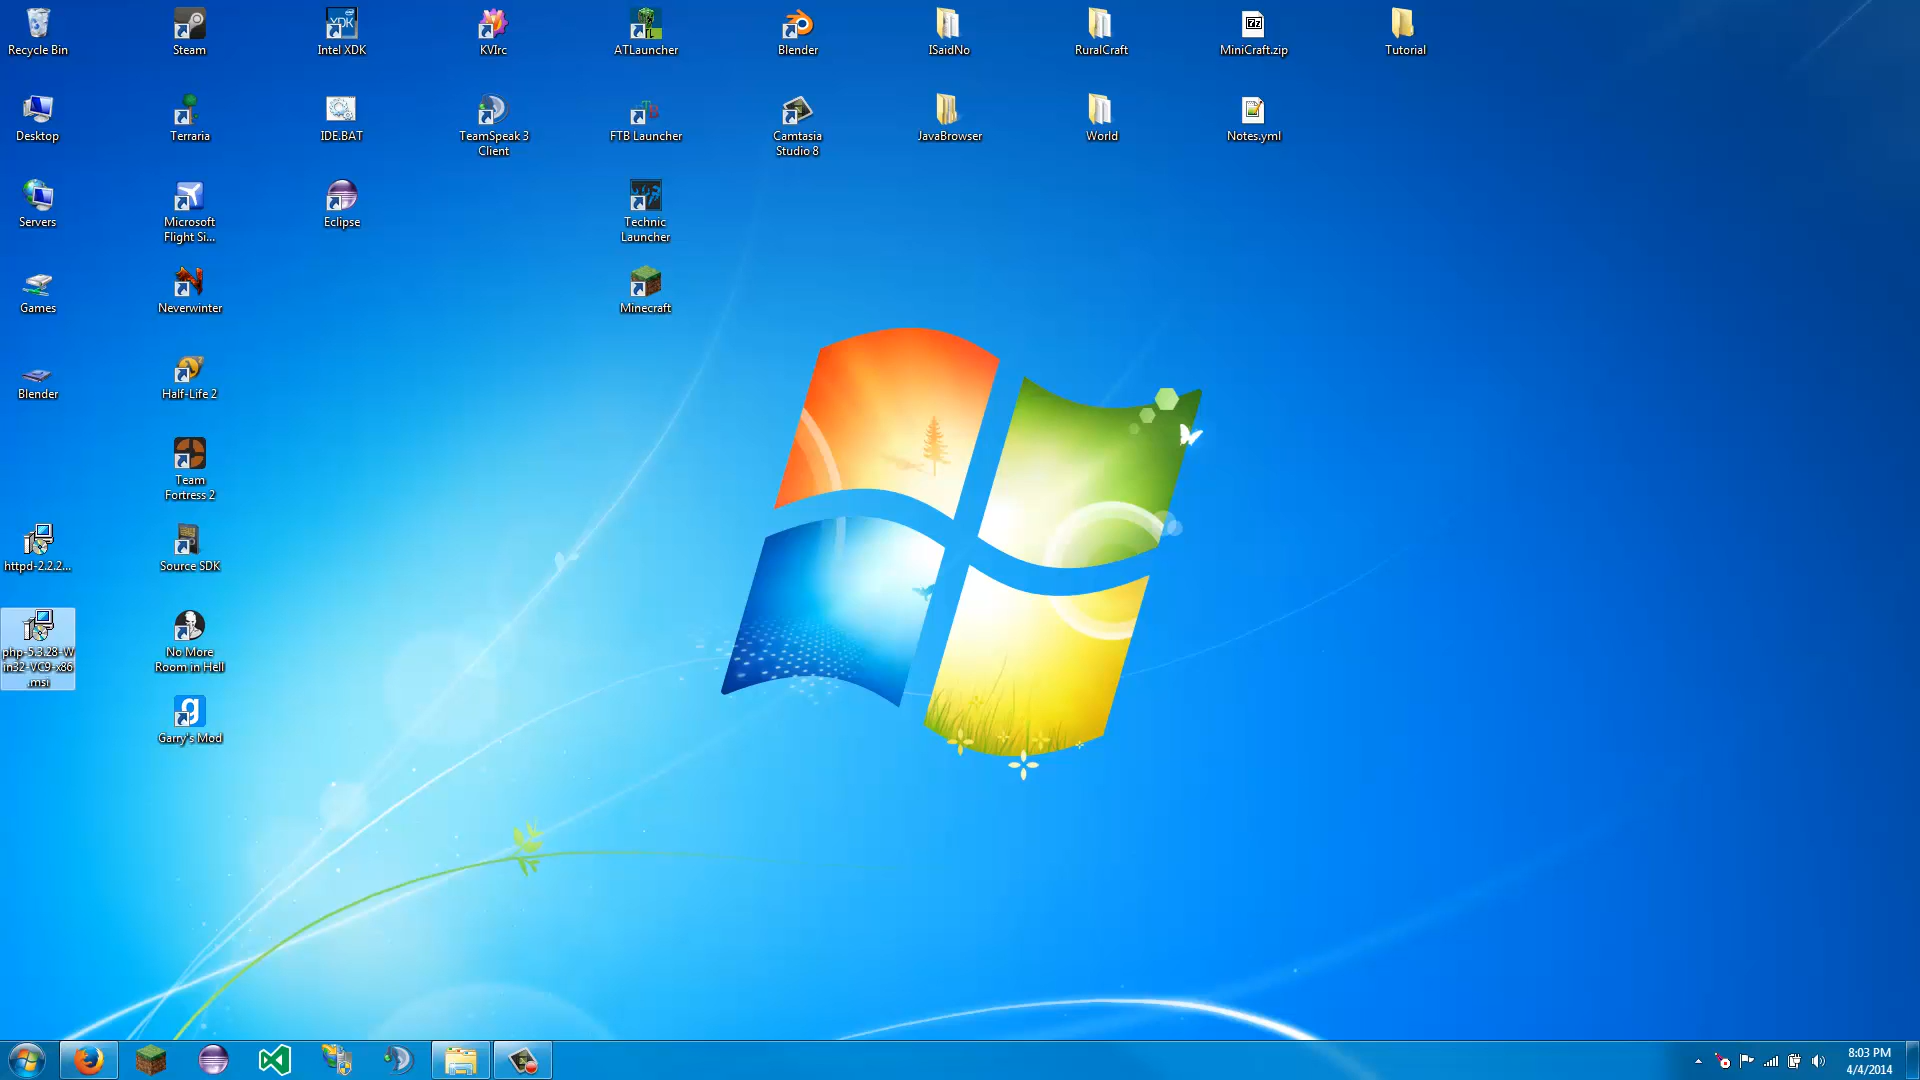 Recycle Bin
Steam
Intel XDK
KVIrc
ATLauncher
Blender
ISaidNo
RuralCraft
MiniCraft.zip
Tutorial
Desktop
Terraria
IDE.BAT
TeamSpeak 3
Client
FTB Launcher
Camtasia
Studio 8
JavaBrowser
World
Notes.yml
Servers
Microsoft
Flight Si...
Eclipse
Technic
Launcher
Games
Neverwinter
Minecraft
Blender
Half-Life 2
Team
Fortress 2
httpd-2.2.2...
Source SDK
php-5.3.28-W
in32-VC9-x86
.msi
No More
Room in Hell
Garry's Mod
8:03 PM
4/4/2014